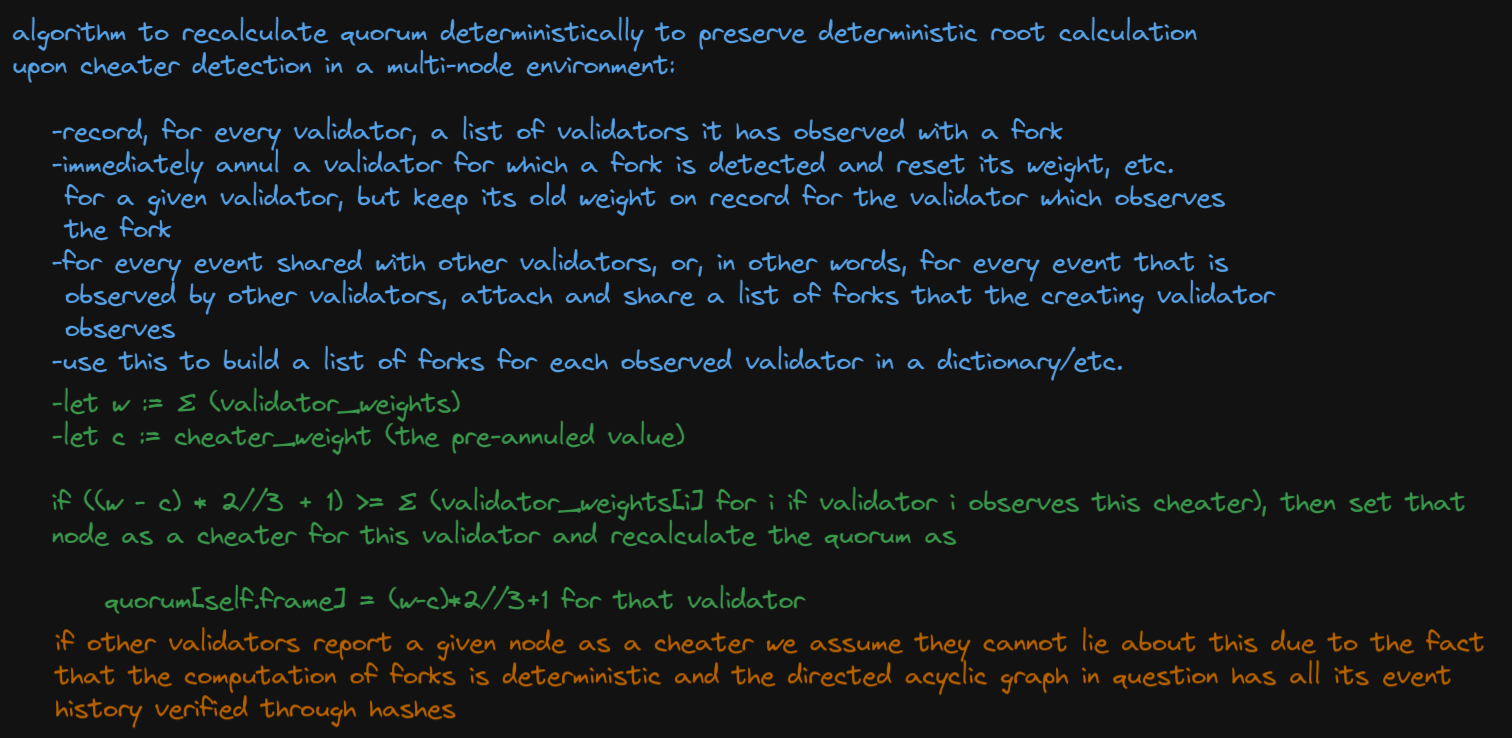 algorithm to recalculate quorum deterministically to preserve deterministic root calculation
upon cheater detection in a multi-node environment:
-record, for every validator, a list of validators it has observed with a fork
-immediately annul a validator for which a fork is detected and reset its weight, etc.
for a given validator, but keep its old weight on record for the validator which observes
the fork
-for every event shared with other validators, or, in other words, for every event that is
observed by other validators, attach and share a list of forks that the creating validator
observes
-use this to build a list of forks for each observed validator in a dictionary/etc.
-let w := Σ (validator_weights)
-let c := cheater_weight (the pre-annuled value)
if ((w - c) * 2//3 + 1) >= Σ (validator_weights[i] for i if validator i observes this cheater), then set that
node as a cheater for this validator and recalculate the quorum as
quorum[self.frame] = (w-c)*2//3+1 for that validator
if other validators report a given node as a cheater we assume they cannot lie about this due to the fact
that the computation of forks is deterministic and the directed acyclic graph in question has all its event
history verified through hashes